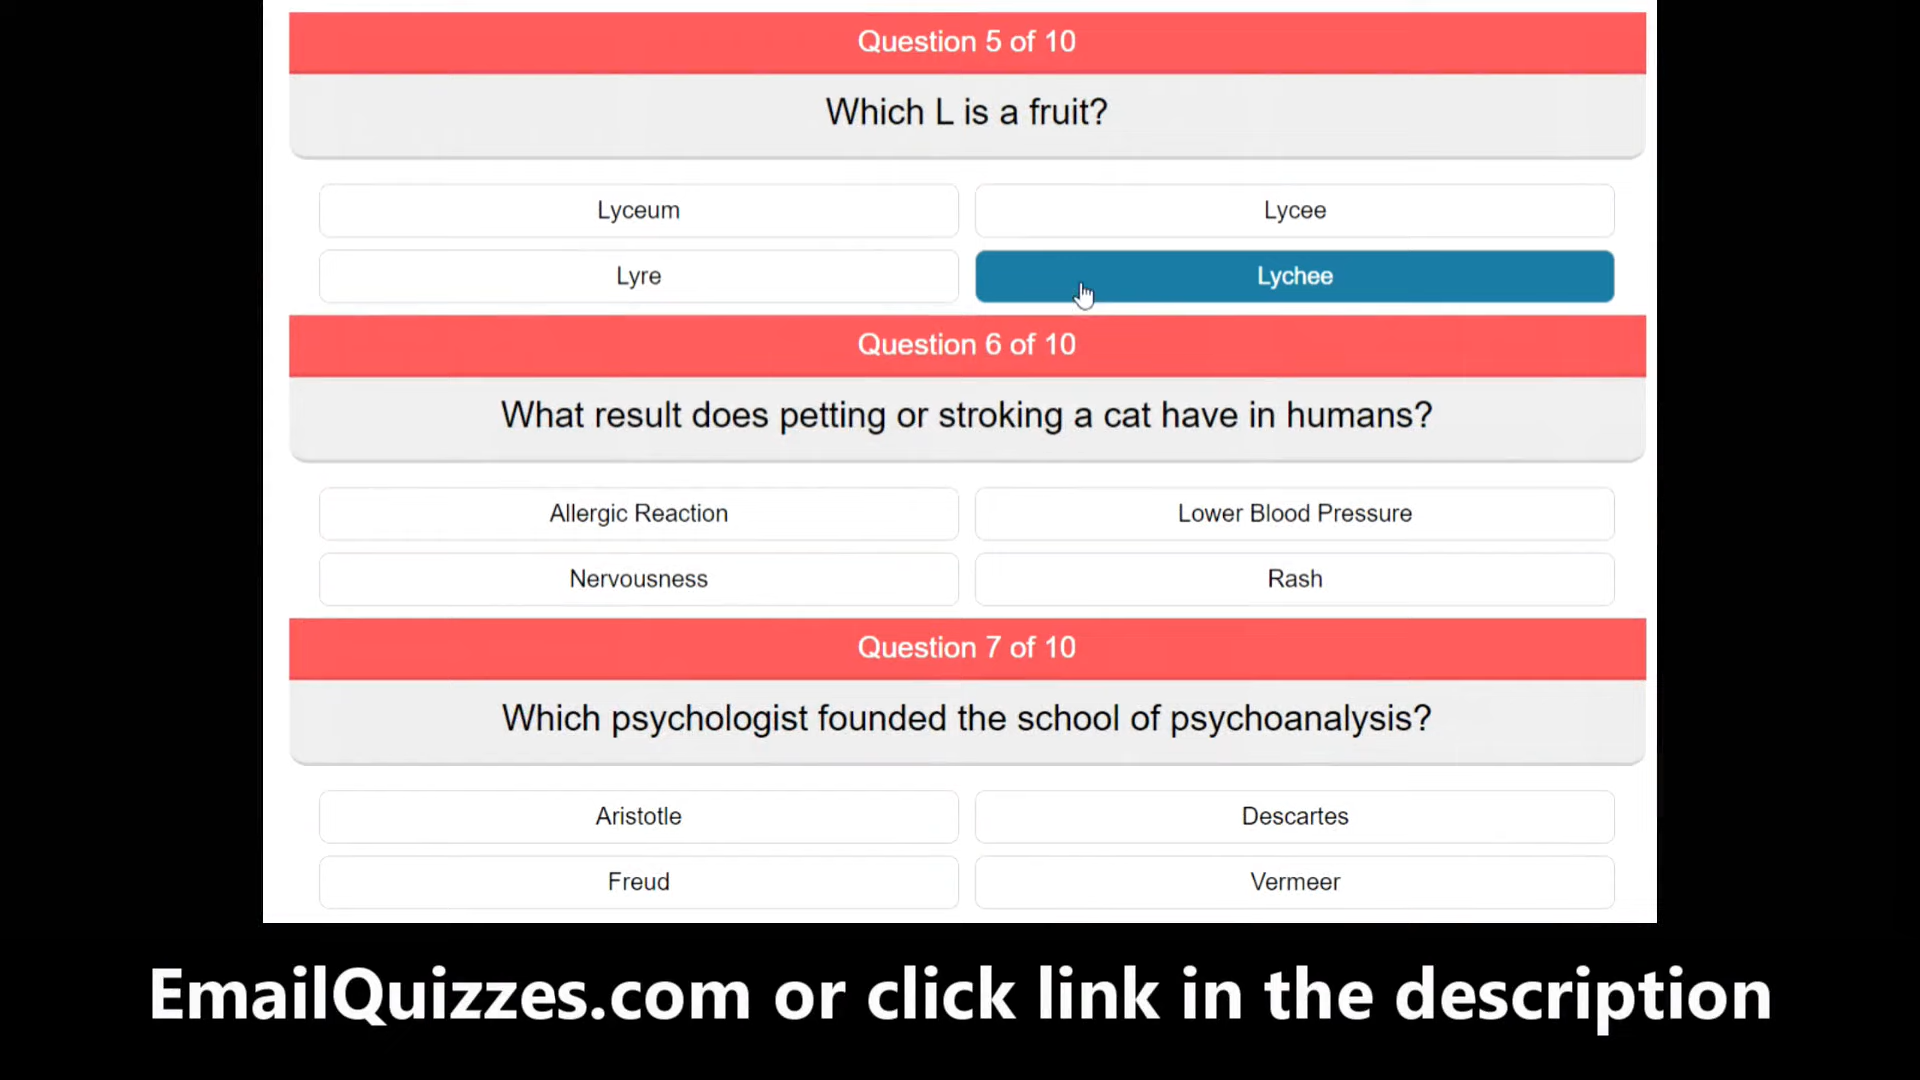 Question 5 of 10
Which L is a fruit?
Lyceum
Lycee
Lyre
Lychee
Question 6 of 10
What result does petting or stroking a cat have in humans?
Allergic Reaction
Lower Blood Pressure
Nervousness
Rash
Question 7 of 10
Which psychologist founded the school of psychoanalysis?
Aristotle
Descartes
Freud
Vermeer
EmailQuizzes.com or click link in the description